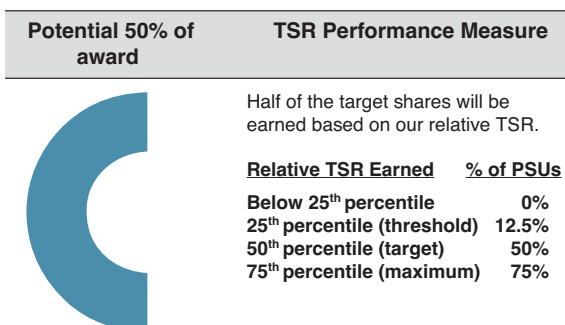 Potential 50% of award
TSR Performance Measure
Half of the target shares will be
earned based on our relative TSR.
Relative TSR Earned % of PSUs
Below 25th percentile 0%
25th percentile (threshold) 12.5%
50th percentile (target) 50%
75th percentile (maximum) 75%